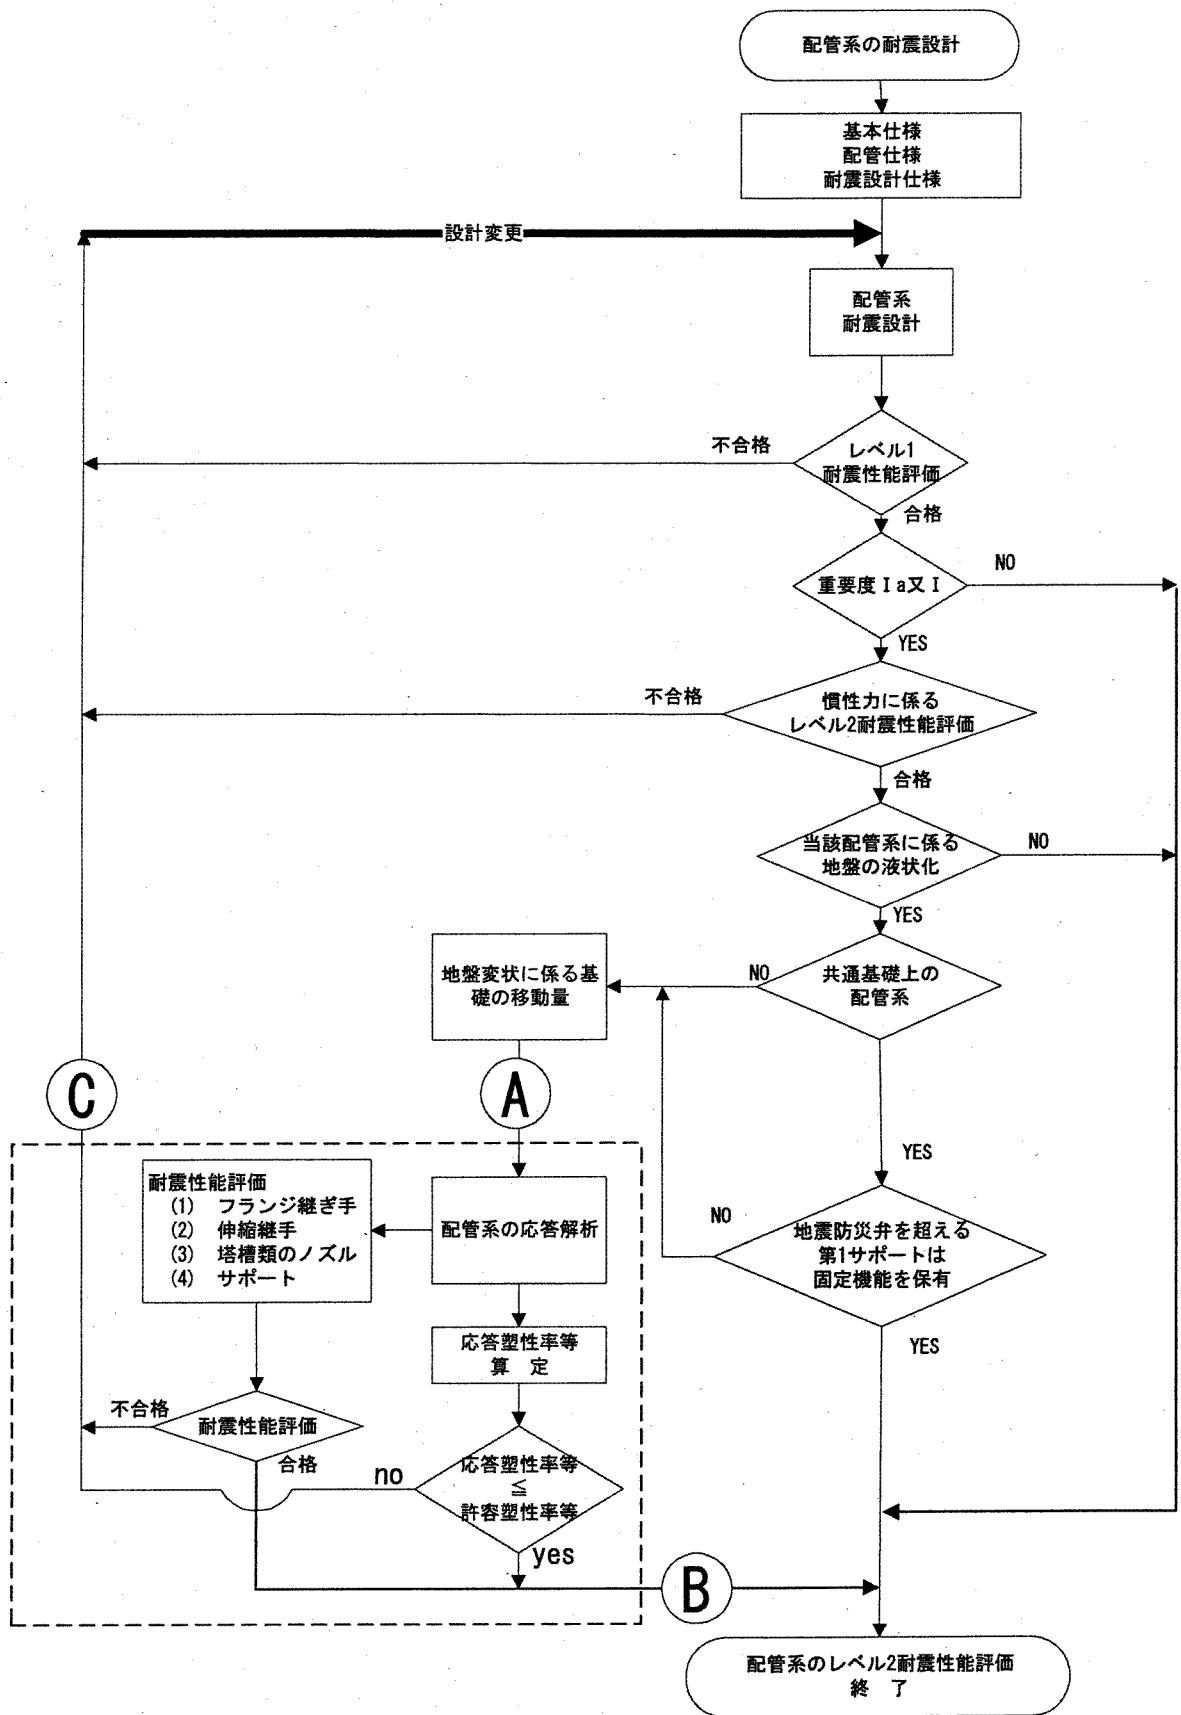 配管系の耐震設計
基本仕様
配管仕様
耐震設計仕様
設計変更
配管系
耐震設計
不合格
レベル1
耐震性能評価
合格
重要度Ⅰa又Ⅰ
NO
YES
不合格
慣性力に係る
レベル2耐震性能評価
合格
当該配管系に係る
地盤の液状化
NO
YES
地盤変状に係る基
礎の移動量
NO
共通基礎上の
配管系
C
A
YES
耐震性能評価
(1) フランジ継ぎ手
(2) 伸縮継手
(3) 塔槽類のノズル
(4) サポート
配管系の応答解析
NO
地震防災弁を超える
第1サポートは
固定機能を保有
YES
応答塑性率等
算 定
不合格
耐震性能評価
合格
no
応答塑性率等
≦
許容塑性率等
yes
B
配管系のレベル2耐震性能評価
終 了